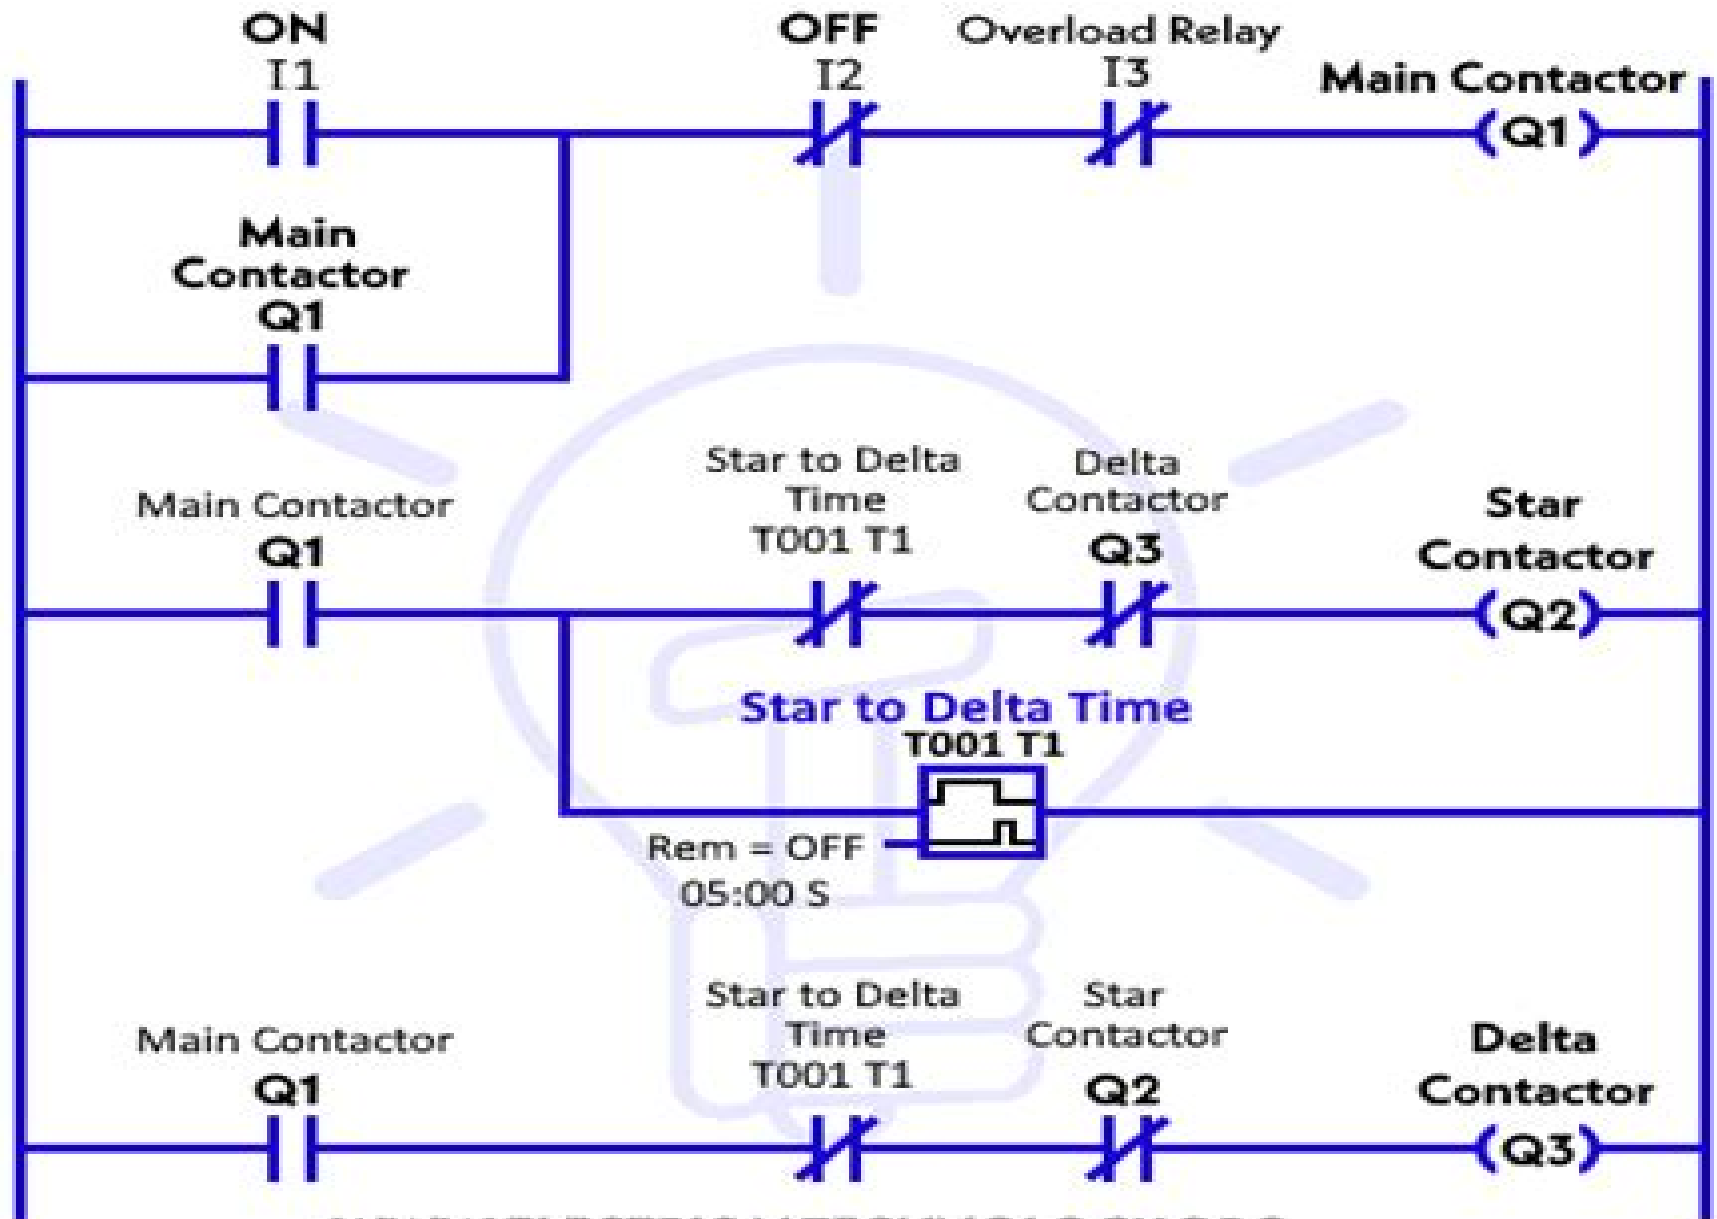 ON
OFF
Overload Relay
I1
I2
I3
Main Contactor
(Q1)
Main
Contactor
Q1
Star to Delta
Time
T001 T1
Delta
Contactor
Q3
Main Contactor
Q1
Star
Contactor
(Q2)
Star to Delta Time
T001 T1
Rem = OFF
05:00 S
Star to Delta
Time
T001 T1
Star
Contactor
Q2
Main Contactor
Q1
Delta
Contactor
(Q3)